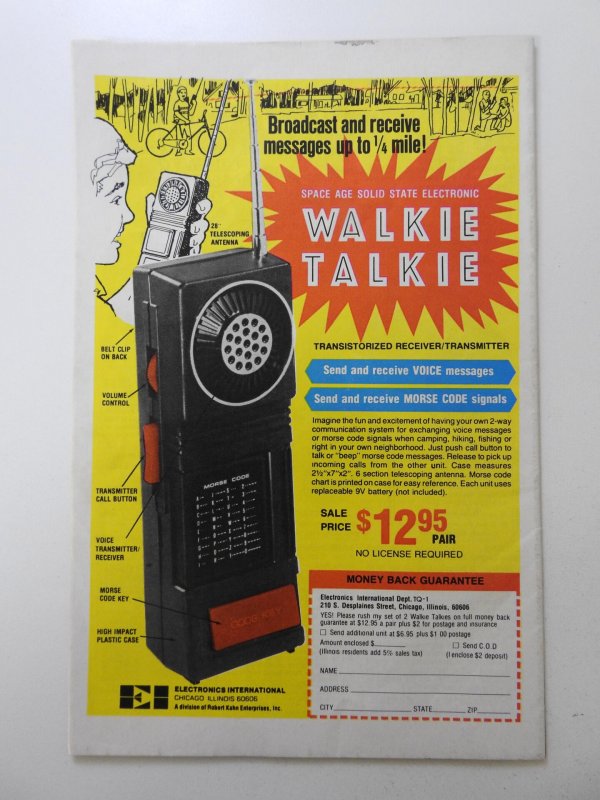 Broadcast and receive
messages up to 1/4 mile!
SPACE AGE SOLID STATE ELECTRONIC
WALKIE
TALKIE
28"
TELESCOPING
ANTENNA
BELT CLIP
ON BACK
VOLUME
CONTROL
TRANSMITTER
CALL BUTTON
VOICE
TRANSMITTER/
RECEIVER
MORSE
CODE KEY
HIGH IMPACT
PLASTIC CASE
MORSE CODE
CODE KEY
TRANSISTORIZED RECEIVER/TRANSMITTER
Send and receive VOICE messages
Send and receive MORSE CODE signals
Imagine the fun and excitement of having your own 2-way
communication system for exchanging voice messages
or morse code signals when camping, hiking, fishing or
right in your own neighborhood. Just push call button to
talk or "beep" morse code messages. Release to pick up
incoming calls from the other unit. Case measures
2½"x7"x2". 6 section telescoping antenna. Morse code
chart is printed on case for easy reference. Each unit uses
replaceable 9V battery (not included).
SALE
PRICE $12.95
PAIR
NO LICENSE REQUIRED
MONEY BACK GUARANTEE
Electronics International Dept. TQ-1
210 S. Desplaines Street, Chicago, Illinois, 60606
YES! Please rush my set of 2 Walkie Talkes on full money back
guarantee at $12.95 a pair plus $2 for postage and insurance
Send additional unit at $6.95 plus $1 00 postage
Amount enclosed $
Send C.O.D
(Illinois residents add 5% sales tax) (I enclose $2 deposit)
NAME
ADDRESS
CITY STATE ZIP
EI
ELECTRONICS INTERNATIONAL
CHICAGO ILLINOIS 60606
A division of Robert Kahn Enterprises, Inc.